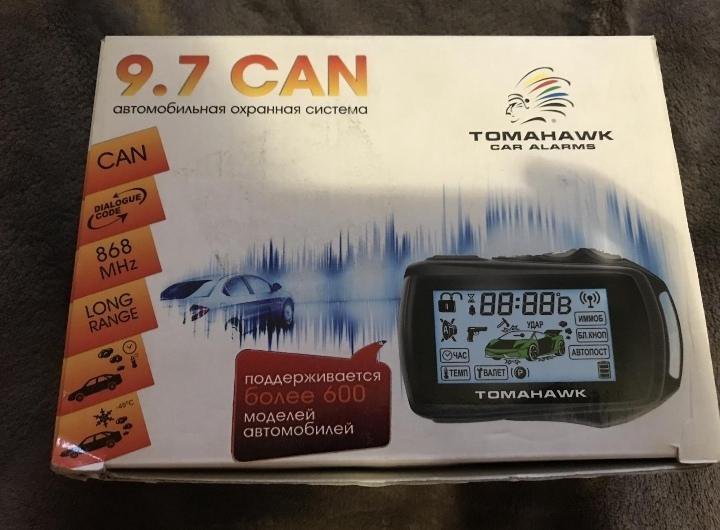 9.7 CAN
автомобильная охранная система
TOMAHAWK
CAR ALARMS
CAN
DIALOGUE
CODE
868
MHz
LONG
RANGE
-45°C
поддерживается
более 600
моделей
автомобилей
88:88B
УДАР
ИММОБ
БЛ.КНОП
АВТОПОСТ
ЧАС
ТЕМП
ВАЛЕТ
P
TOMAHAWK